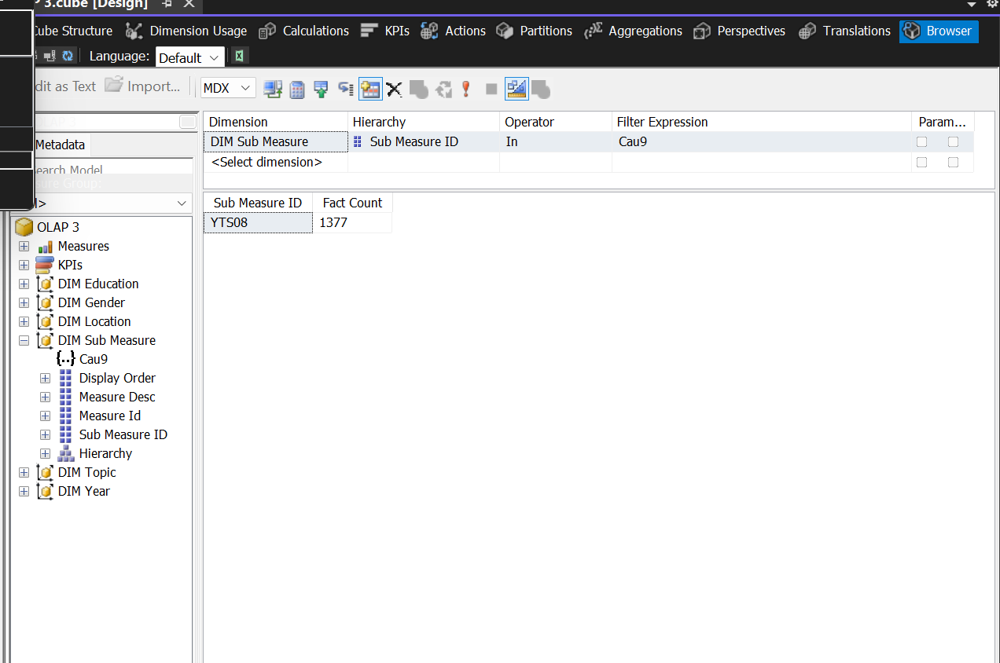 3.cube [Design]
Cube Structure Dimension Usage Calculations KPIs Actions Partitions Aggregations Perspectives Translations Browser
Language: Default
dit as Text Import... MDX
Metadata
earch Model
sure Group:
l>
OLAP 3
Measures
KPIs
DIM Education
DIM Gender
DIM Location
DIM Sub Measure
Cau9
Display Order
Measure Desc
Measure Id
Sub Measure ID
Hierarchy
DIM Topic
DIM Year
Dimension Hierarchy Operator Filter Expression Param...
DIM Sub Measure Sub Measure ID In Cau9
<Select dimension>
Sub Measure ID Fact Count
YTS08 1377